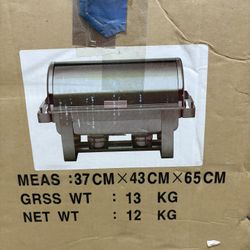 MEAS :37CM×43CM×65CM
GRSS WT : 13 KG
NET WT : 12 KG